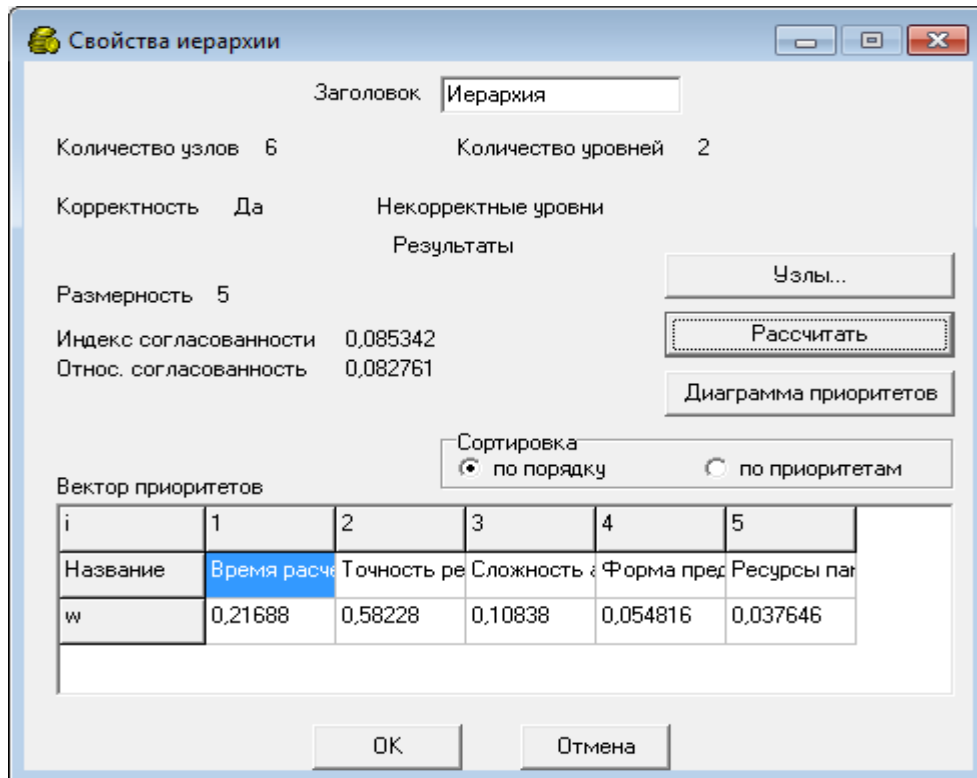 Свойства иерархии
Заголовок Иерархия
Количество узлов 6 Количество уровней 2
Корректность Да Некорректные уровни
Результаты
Узлы...
Размерность 5
Индекс согласованности 0,085342
Рассчитать
Относ. согласованность 0,082761
Диаграмма приоритетов
Сортировка
по порядку по приоритетам
Вектор приоритетов
i 1 2 3 4 5
Название Время расче Точность ре Сложность а Форма пред Ресурсы пам
w 0,21688 0,58228 0,10838 0,054816 0,037646
OK Отмена